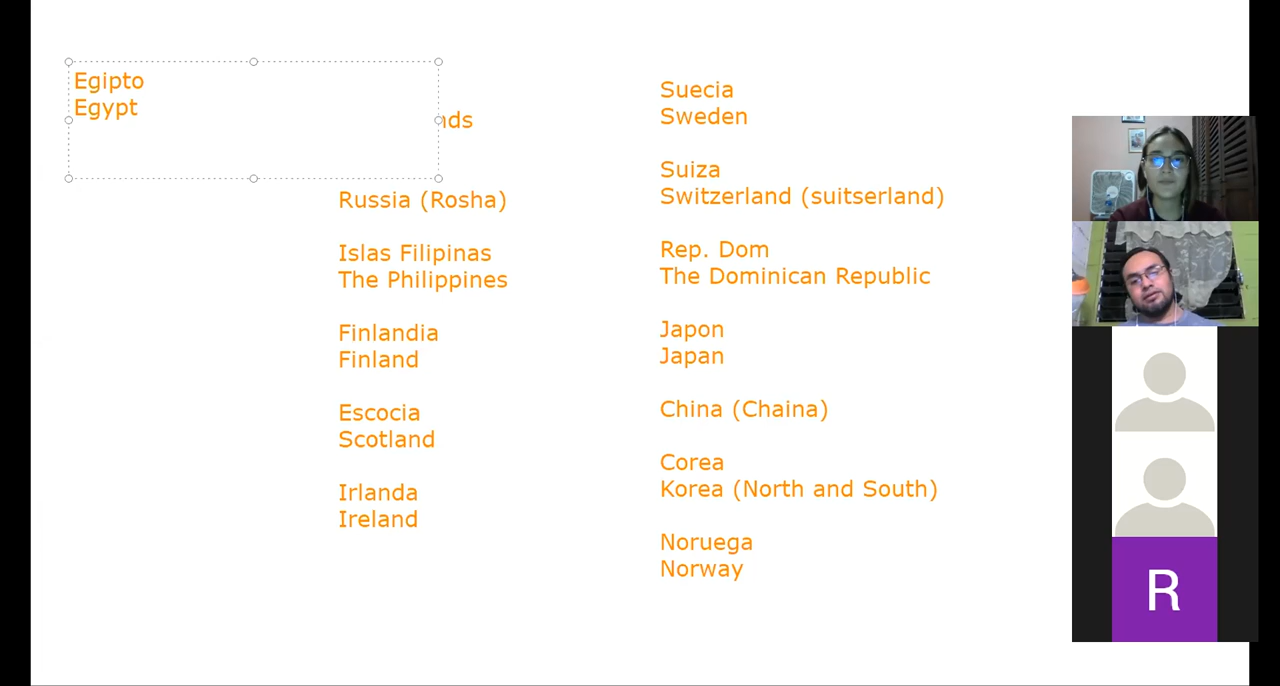 Egipto
Egypt
Russia (Rosha)
Islas Filipinas
The Philippines
Finlandia
Finland
Escocia
Scotland
Irlanda
Ireland
Suecia
Sweden
Suiza
Switzerland (suitserland)
Rep. Dom
The Dominican Republic
Japon
Japan
China (Chaina)
Corea
Korea (North and South)
Noruega
Norway
R